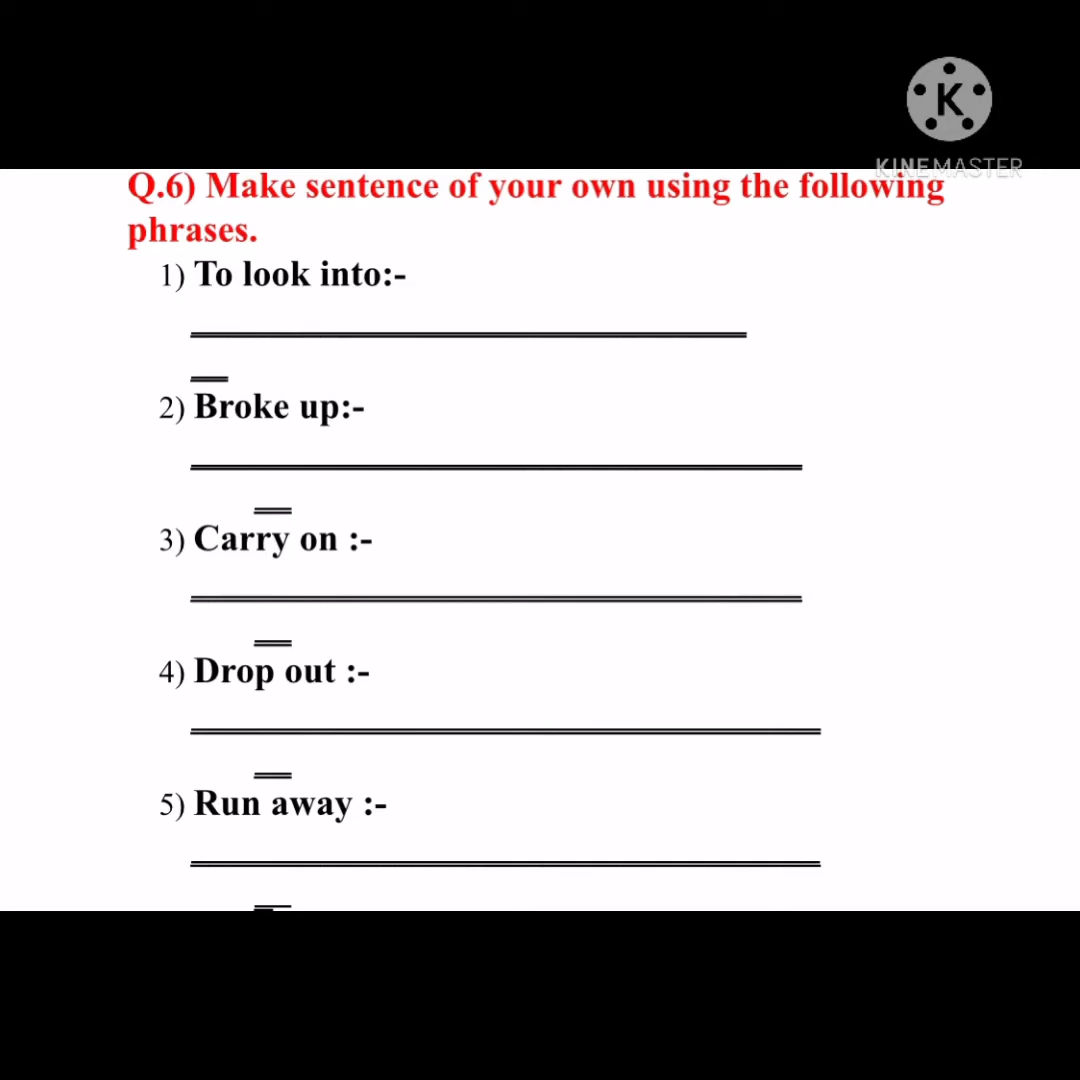 K
KINEMASTER
Q.6) Make sentence of your own using the following
phrases.
1) To look into:-
2) Broke up:-
3) Carry on :-
4) Drop out :-
5) Run away :-